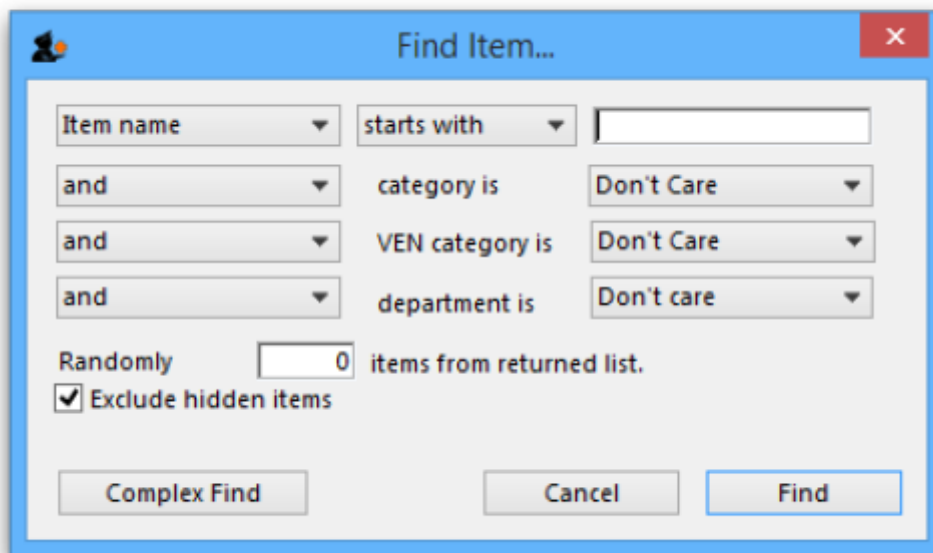 Find Item...
Item name starts with
and category is Don't Care
and VEN category is Don't Care
and department is Don't care
Randomly 0 items from returned list.
Exclude hidden items
Complex Find Cancel Find